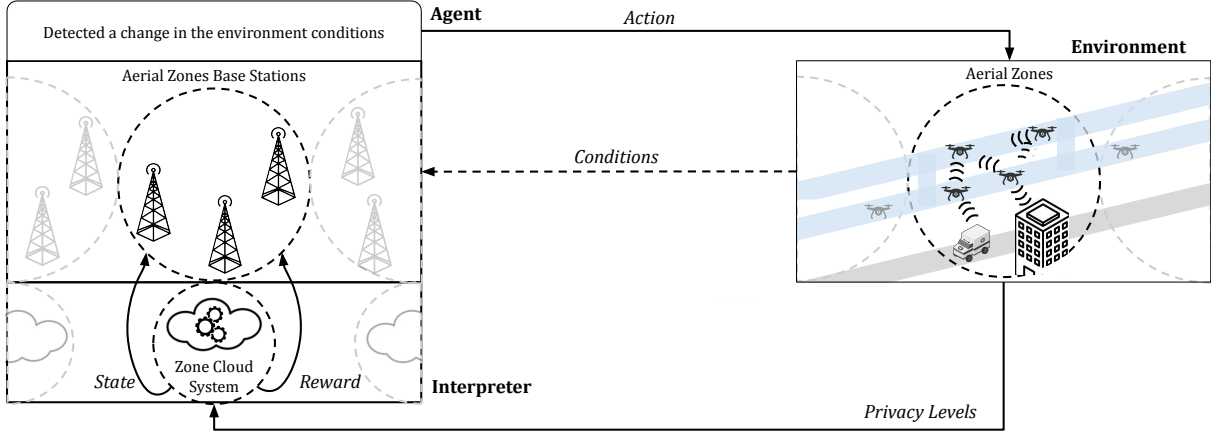 Agent
Action
Detected a change in the environment conditions
Environment
Aerial Zones Base Stations
Aerial Zones
Conditions
Zone Cloud
System
State
Reward
Interpreter
Privacy Levels